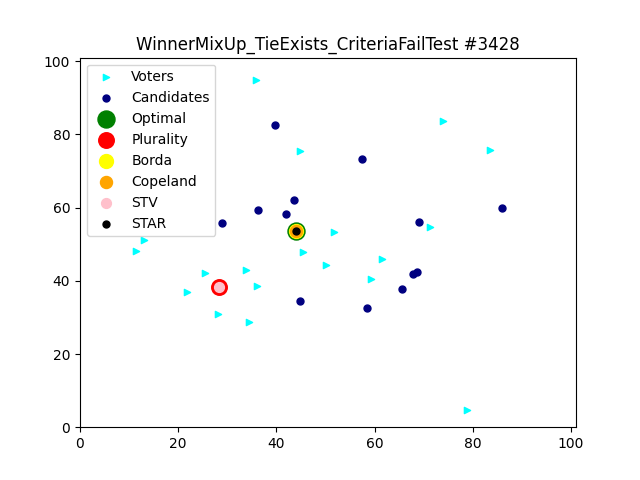 WinnerMixUp_TieExists_CriteriaFailTest #3428
100
80
60
40
20
0
Voters
Candidates
Optimal
Plurality
Borda
Copeland
STV
STAR
0 20 40 60 80 100